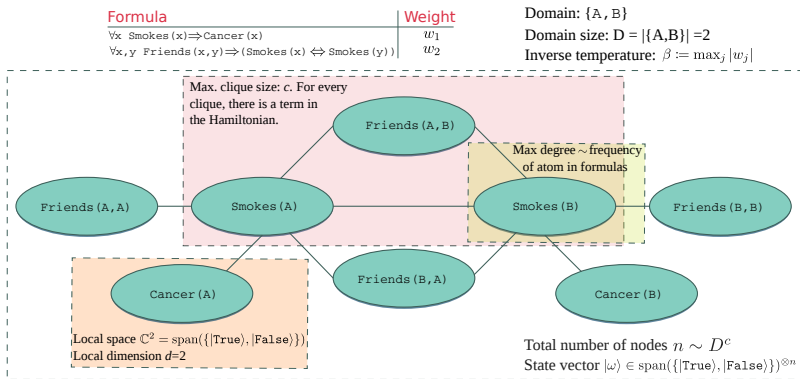 Formula Weight
∀x Smokes(x)⇒Cancer(x) w₁
∀x,y Friends(x,y)⇒(Smokes(x) ⇔ Smokes(y)) w₂
Domain: {A,B}
Domain size: D = |{A,B}| =2
Inverse temperature: β := maxⱼ |wⱼ|
Max. clique size: c. For every
clique, there is a term in
the Hamiltonian.
Friends(A,B)
Max degree ~ frequency
of atom in formulas
Friends(A,A)
Smokes(A)
Smokes(B)
Friends(B,B)
Cancer(A)
Friends(B,A)
Cancer(B)
Local space ℂ² = span({|True⟩, |False⟩})
Local dimension d=2
Total number of nodes n ∼ Dᶜ
State vector |ω⟩ ∈ span({|True⟩, |False⟩})^⊗n